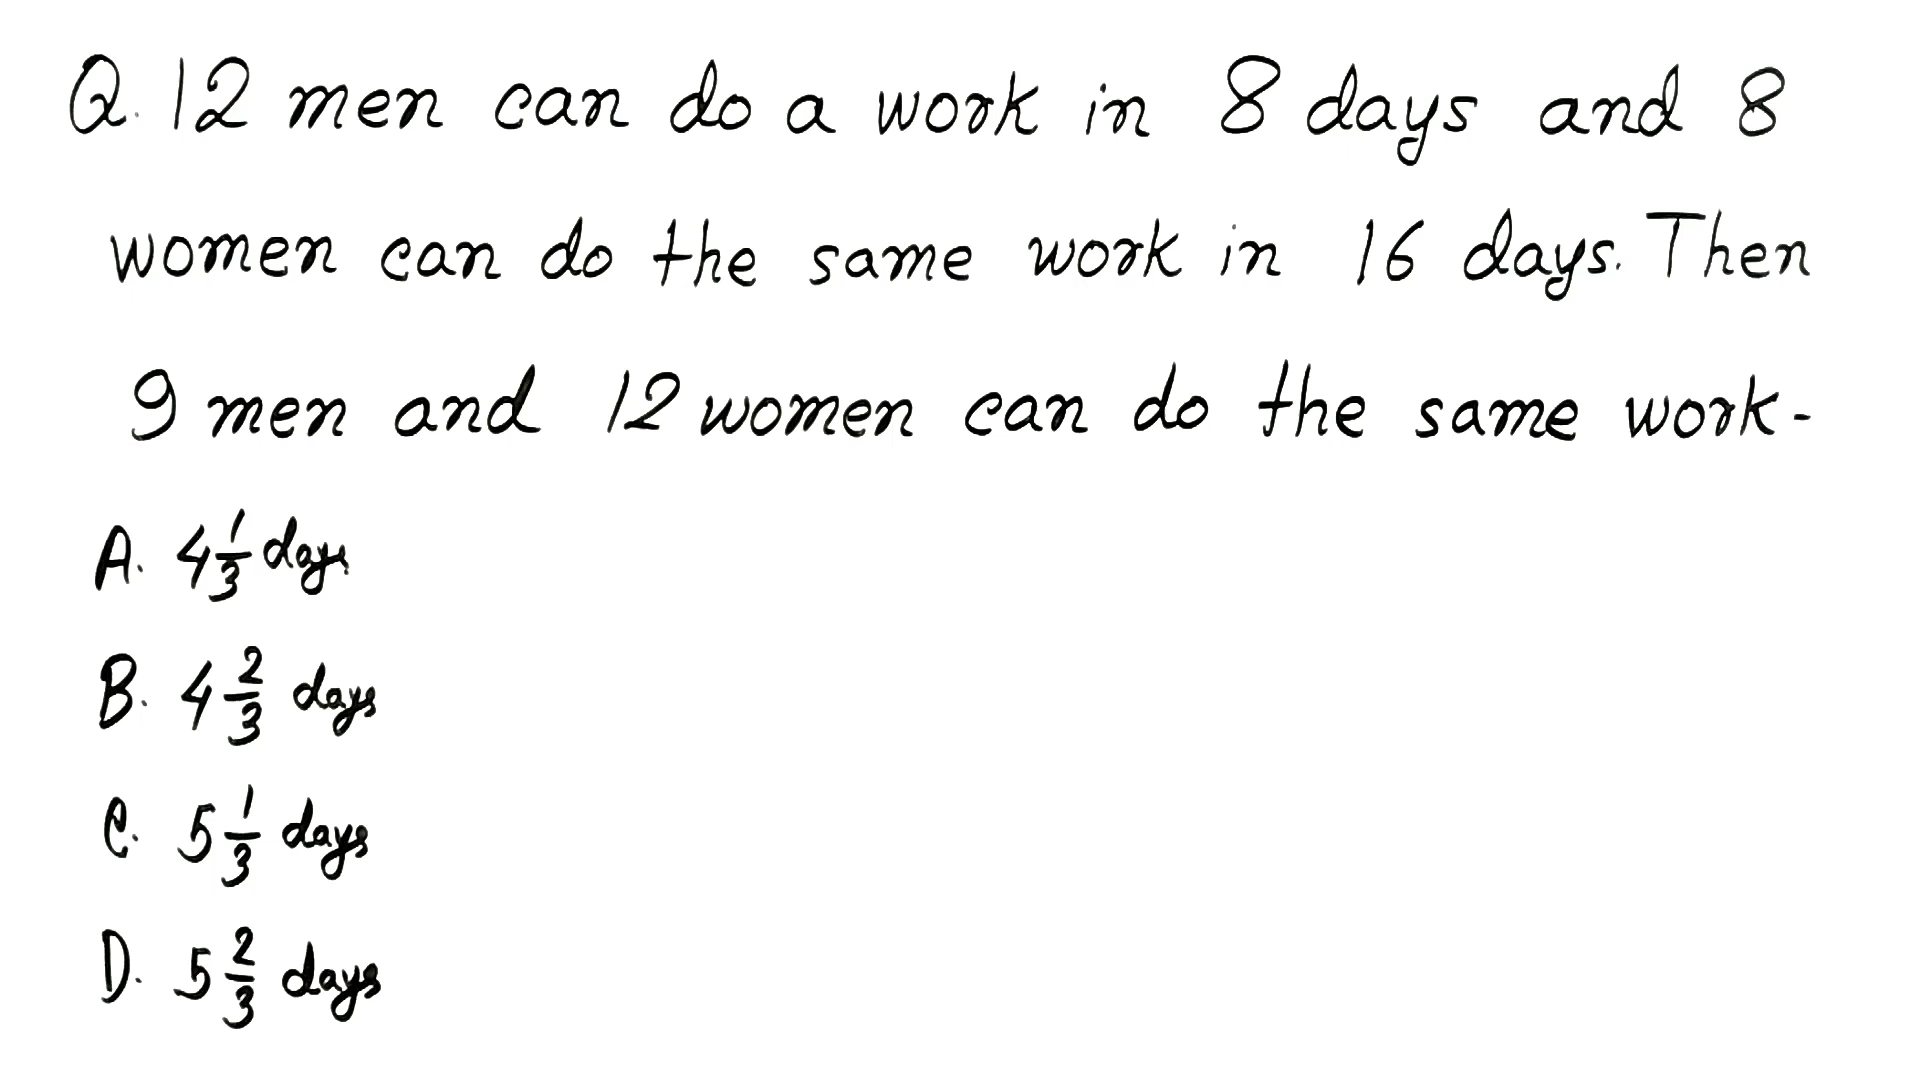 Q. 12 men can do a work in 8 days and 8
women can do the same work in 16 days. Then
9 men and 12 women can do the same work-
A. 4 1/3 days
B. 4 2/3 days
C. 5 1/3 days
D. 5 2/3 days